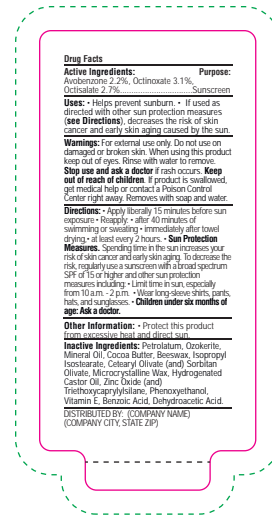 Drug Facts
Active Ingredients: Purpose:
Avobenzone 2.2%, Octinoxate 3.1%,
Octisalate 2.7%......................Sunscreen
Uses: • Helps prevent sunburn. • If used as
directed with other sun protection measures
(see Directions), decreases the risk of skin
cancer and early skin aging caused by the sun.
Warnings: For external use only. Do not use on
damaged or broken skin. When using this product
keep out of eyes. Rinse with water to remove.
Stop use and ask a doctor if rash occurs. Keep
out of reach of children. If product is swallowed,
get medical help or contact a Poison Control
Center right away. Removes with soap and water.
Directions: • Apply liberally 15 minutes before sun
exposure • Reapply: • after 40 minutes of
swimming or sweating • immediately after towel
drying, • at least every 2 hours. • Sun Protection
Measures. Spending time in the sun increases your
risk of skin cancer and early skin aging. To decrease the
risk, regularly use a sunscreen with a broad spectrum
SPF of 15 or higher and other sun protection
measures including: • Limit time in sun, especially
from 10 a.m. - 2 p.m. • Wear long-sleeve shirts, pants,
hats, and sunglasses. • Children under six months of
age: Ask a doctor.
Other Information: • Protect this product
from excessive heat and direct sun.
Inactive Ingredients: Petrolatum, Ozokerite,
Mineral Oil, Cocoa Butter, Beeswax, Isopropyl
Isostearate, Cetearyl Olivate (and) Sorbitan
Olivate, Microcrystalline Wax, Hydrogenated
Castor Oil, Zinc Oxide (and)
Triethoxycaprylylsilane, Phenoxyethanol,
Vitamin E, Benzoic Acid, Dehydroacetic Acid.
DISTRIBUTED BY: (COMPANY NAME)
(COMPANY CITY, STATE ZIP)